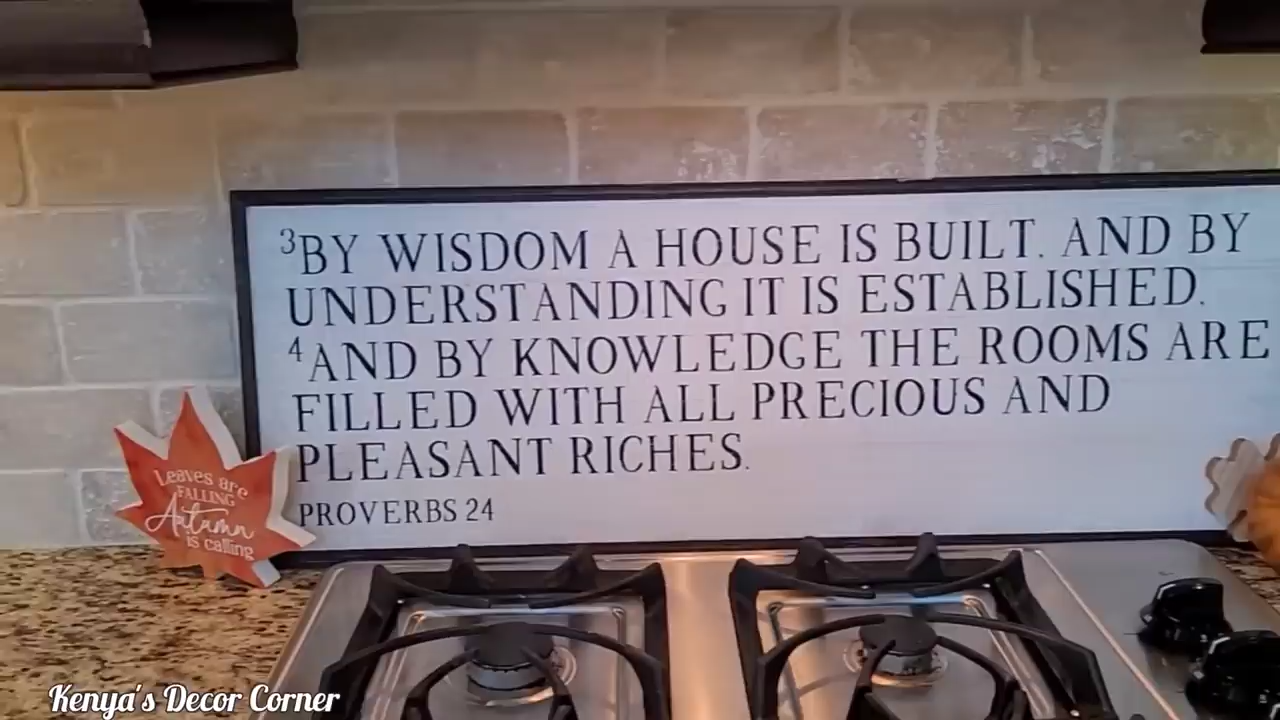 ³BY WISDOM A HOUSE IS BUILT. AND BY
UNDERSTANDING IT IS ESTABLISHED.
⁴AND BY KNOWLEDGE THE ROOMS ARE
FILLED WITH ALL PRECIOUS AND
PLEASANT RICHES.
PROVERBS 24
Leaves are
FALLING
Autumn
is calling
Kenya's Decor Corner